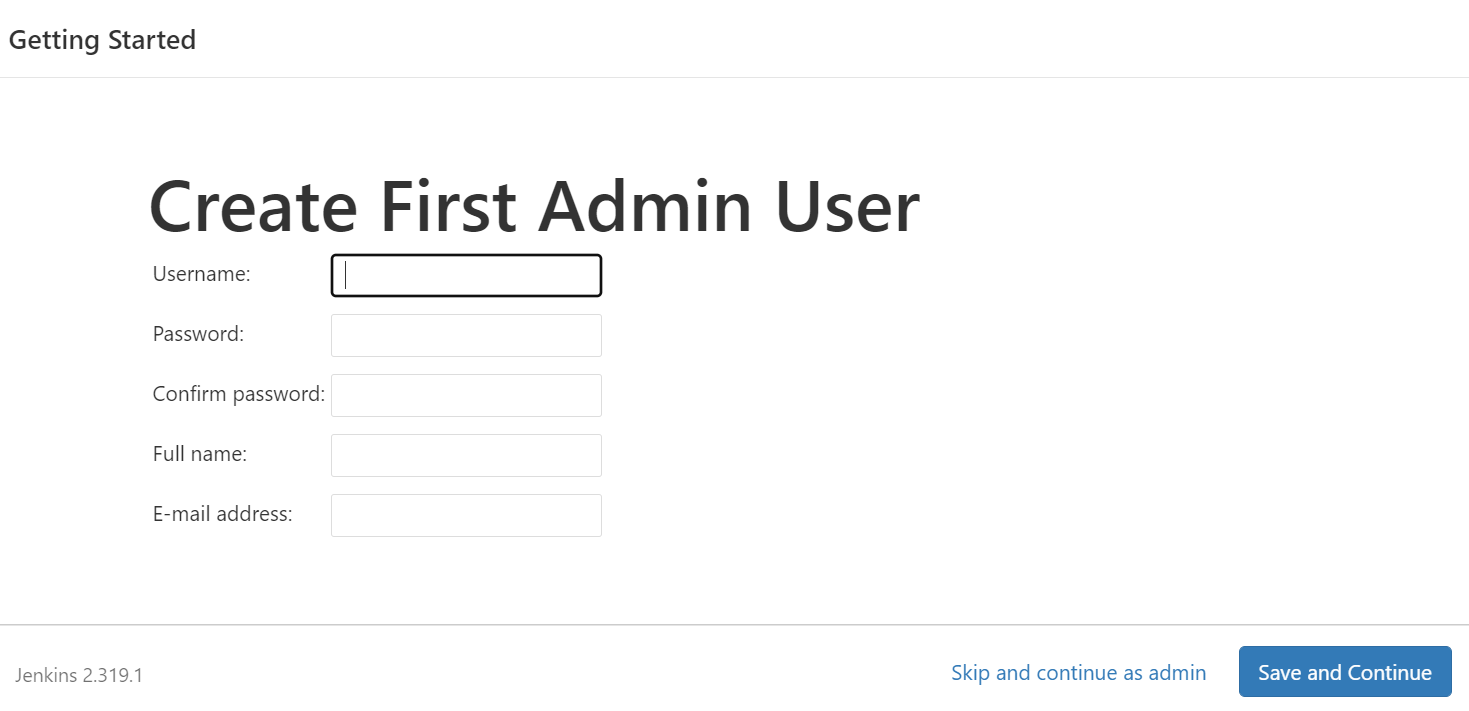 Getting Started
Create First Admin User
Username:
Password:
Confirm password:
Full name:
E-mail address:
Jenkins 2.319.1
Skip and continue as admin
Save and Continue